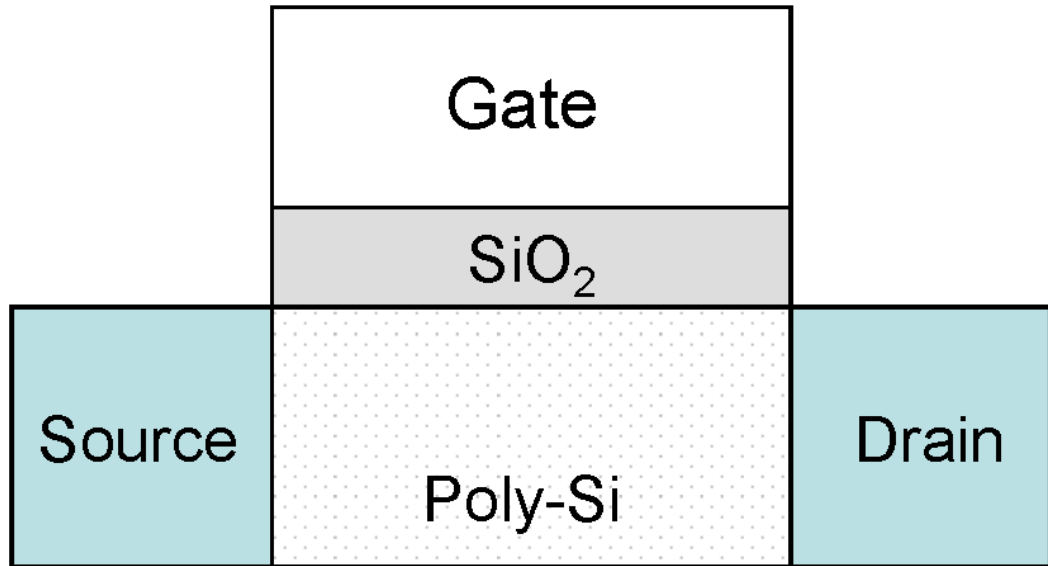 Gate
SiO₂
Source
Drain
Poly-Si